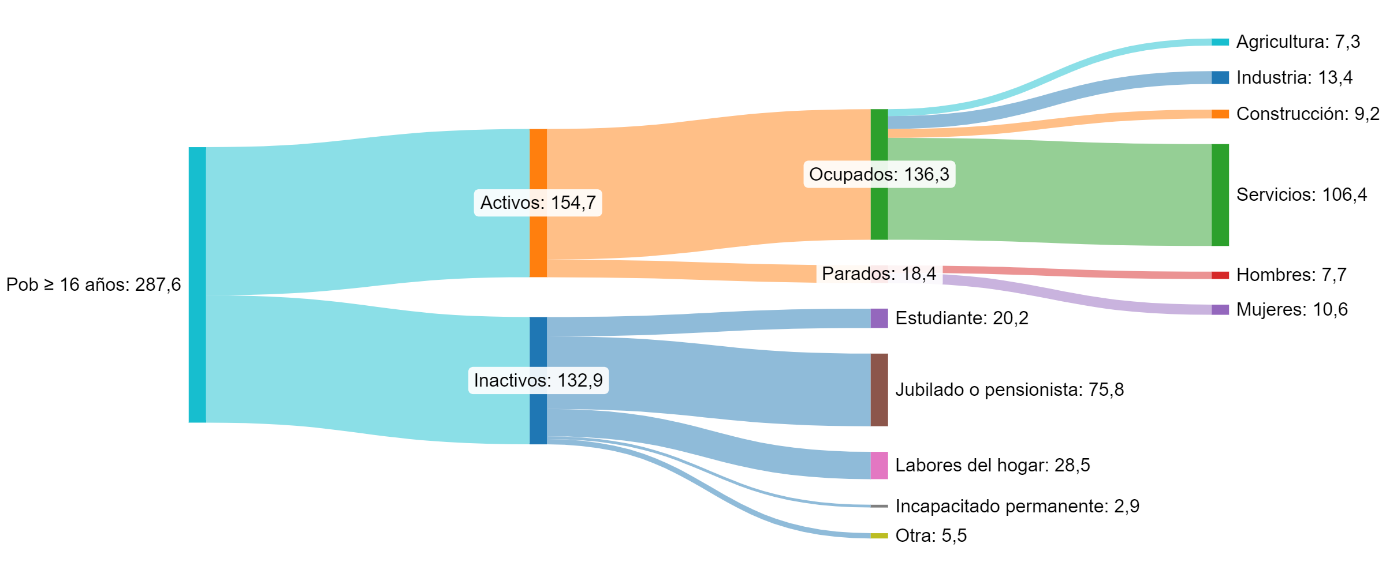 Pob ≥ 16 años: 287,6
Activos: 154,7
Inactivos: 132,9
Ocupados: 136,3
Parados: 18,4
Estudiante: 20,2
Jubilado o pensionista: 75,8
Labores del hogar: 28,5
Incapacitado permanente: 2,9
Otra: 5,5
Agricultura: 7,3
Industria: 13,4
Construcción: 9,2
Servicios: 106,4
Hombres: 7,7
Mujeres: 10,6